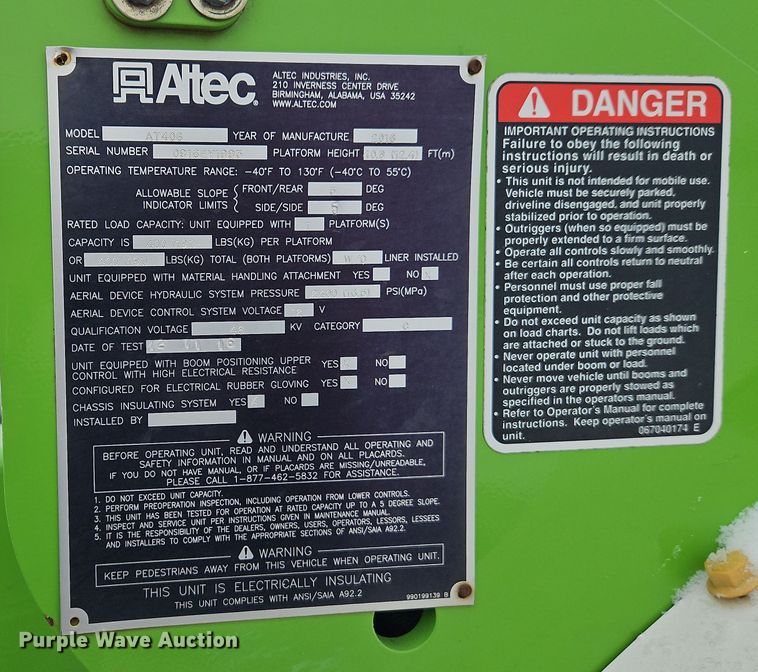 Altec
ALTEC INDUSTRIES, INC.
210 INVERNESS CENTER DRIVE
BIRMINGHAM, ALABAMA, USA 35242
WWW.ALTEC.COM
MODEL YEAR OF MANUFACTURE 2016
SERIAL NUMBER PLATFORM HEIGHT FT(m)
OPERATING TEMPERATURE RANGE: -40°F TO 130°F (-40°C TO 55°C)
ALLOWABLE SLOPE
INDICATOR LIMITS
FRONT/REAR 5 DEG
SIDE/SIDE 5 DEG
RATED LOAD CAPACITY: UNIT EQUIPPED WITH PLATFORM(S)
CAPACITY IS LBS(KG) PER PLATFORM
OR LBS(KG) TOTAL (BOTH PLATFORMS) W/O LINER INSTALLED
UNIT EQUIPPED WITH MATERIAL HANDLING ATTACHMENT YES NO X
AERIAL DEVICE HYDRAULIC SYSTEM PRESSURE PSI(MPa)
AERIAL DEVICE CONTROL SYSTEM VOLTAGE V
QUALIFICATION VOLTAGE 46 KV CATEGORY C
DATE OF TEST
UNIT EQUIPPED WITH BOOM POSITIONING UPPER
CONTROL WITH HIGH ELECTRICAL RESISTANCE YES NO
CONFIGURED FOR ELECTRICAL RUBBER GLOVING YES NO
CHASSIS INSULATING SYSTEM YES NO
INSTALLED BY
WARNING
BEFORE OPERATING UNIT, READ AND UNDERSTAND ALL OPERATING AND
SAFETY INFORMATION IN MANUAL AND ON ALL PLACARDS.
IF YOU DO NOT HAVE MANUAL, OR IF PLACARDS ARE MISSING/UNREADABLE,
PLEASE CALL 1-877-462-5832 FOR ASSISTANCE.
1. DO NOT EXCEED UNIT CAPACITY.
2. PERFORM PREOPERATION INSPECTION, INCLUDING OPERATION FROM LOWER CONTROLS.
3. THIS UNIT HAS BEEN TESTED FOR OPERATION AT RATED CAPACITY UP TO A 5 DEGREE SLOPE.
4. INSPECT AND SERVICE UNIT PER INSTRUCTIONS GIVEN IN MAINTENANCE MANUAL.
5. IT IS THE RESPONSIBILITY OF THE DEALERS, OWNERS, USERS, OPERATORS, LESSORS, LESSEES
AND INSTALLERS TO COMPLY WITH THE APPROPRIATE SECTIONS OF ANSI/SAIA A92.2.
WARNING
KEEP PEDESTRIANS AWAY FROM THIS VEHICLE WHEN OPERATING UNIT.
THIS UNIT IS ELECTRICALLY INSULATING
THIS UNIT COMPLIES WITH ANSI/SAIA A92.2
990199139 B
DANGER
IMPORTANT OPERATING INSTRUCTIONS
Failure to obey the following
instructions will result in death or
serious injury.
• This unit is not intended for mobile use.
Vehicle must be securely parked,
driveline disengaged, and unit properly
stabilized prior to operation.
• Outriggers (when so equipped) must be
properly extended to a firm surface.
• Operate all controls slowly and smoothly.
• Be certain all controls return to neutral
after each operation.
• Personnel must use proper fall
protection and other protective
equipment.
• Do not exceed unit capacity as shown
on load charts. Do not lift loads which
are attached or stuck to the ground.
• Never operate unit with personnel
located under boom or load.
• Never move vehicle until booms and
outriggers are properly stowed as
specified in the operators manual.
• Refer to Operator's Manual for complete
instructions. Keep operator's manual on
unit.
067040174 E
Purple Wave Auction